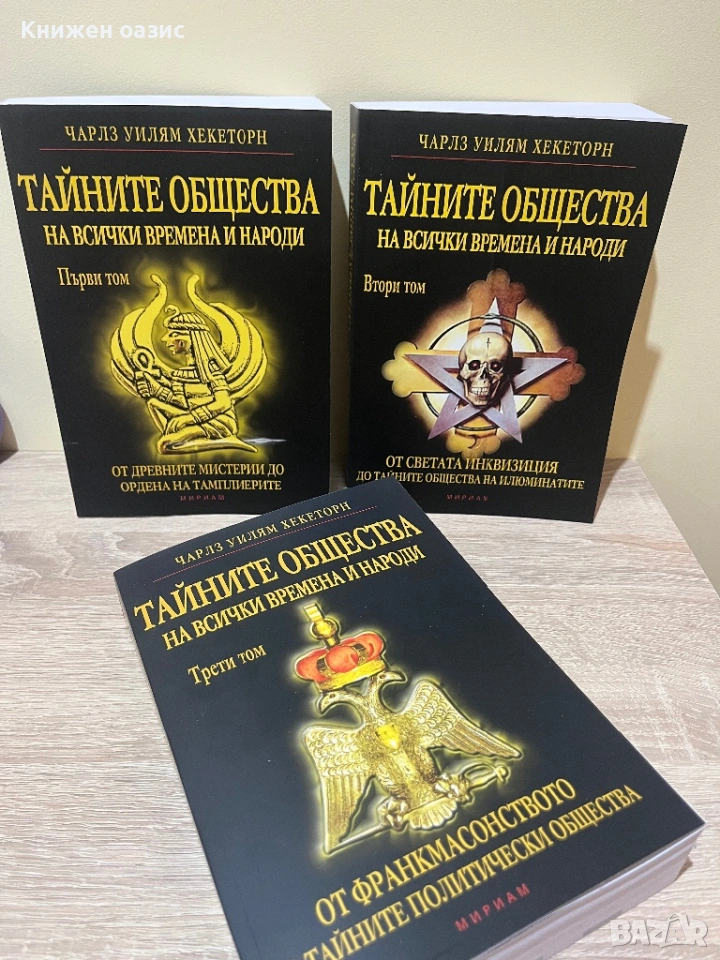 Книжен оазис
ЧАРЛЗ УИЛЯМ ХЕКЕТОРН
ТАЙНИТЕ ОБЩЕСТВА
НА ВСИЧКИ ВРЕМЕНА И НАРОДИ
Първи том
ОТ ДРЕВНИТЕ МИСТЕРИИ ДО
ОРДЕНА НА ТАМПЛИЕРИТЕ
МИРИАМ
ЧАРЛЗ УИЛЯМ ХЕКЕТОРН
ТАЙНИТЕ ОБЩЕСТВА
НА ВСИЧКИ ВРЕМЕНА И НАРОДИ
Втори том
ОТ СВЕТАТА ИНКВИЗИЦИЯ
ДО ТАЙНИТЕ ОБЩЕСТВА НА ИЛЮМИНАТИТЕ
МИРИАМ
ЧАРЛЗ УИЛЯМ ХЕКЕТОРН
ТАЙНИТЕ ОБЩЕСТВА
НА ВСИЧКИ ВРЕМЕНА И НАРОДИ
Трети том
ОТ ФРАНКМАСОНСТВОТО
ТАЙНИТЕ ПОЛИТИЧЕСКИ ОБЩЕСТВА
МИРИАМ
BAZAR